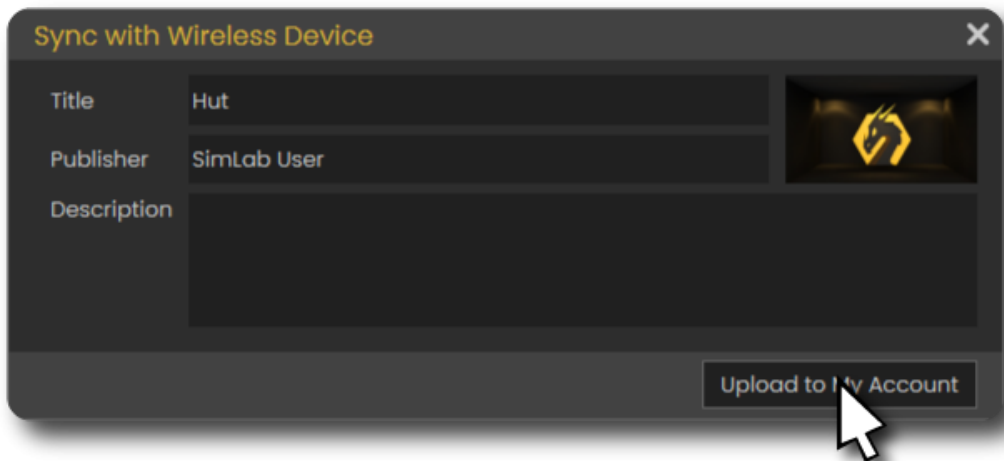 Sync with Wireless Device
Title Hut
Publisher SimLab User
Description
Upload to My Account